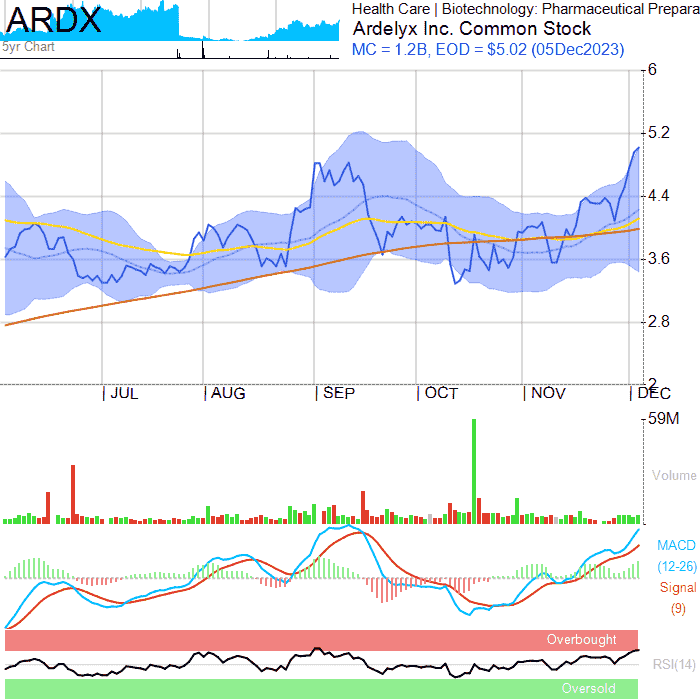 ARDX
5yr Chart
Health Care | Biotechnology: Pharmaceutical Prepara
Ardelyx Inc. Common Stock
MC = 1.2B, EOD = $5.02 (05Dec2023)
6
5.2
4.4
3.6
2.8
2
| JUL | AUG | SEP | OCT | NOV | DEC
59M
Volume
MACD
(12-26)
Signal
(9)
Overbought
RSI(14)
Oversold